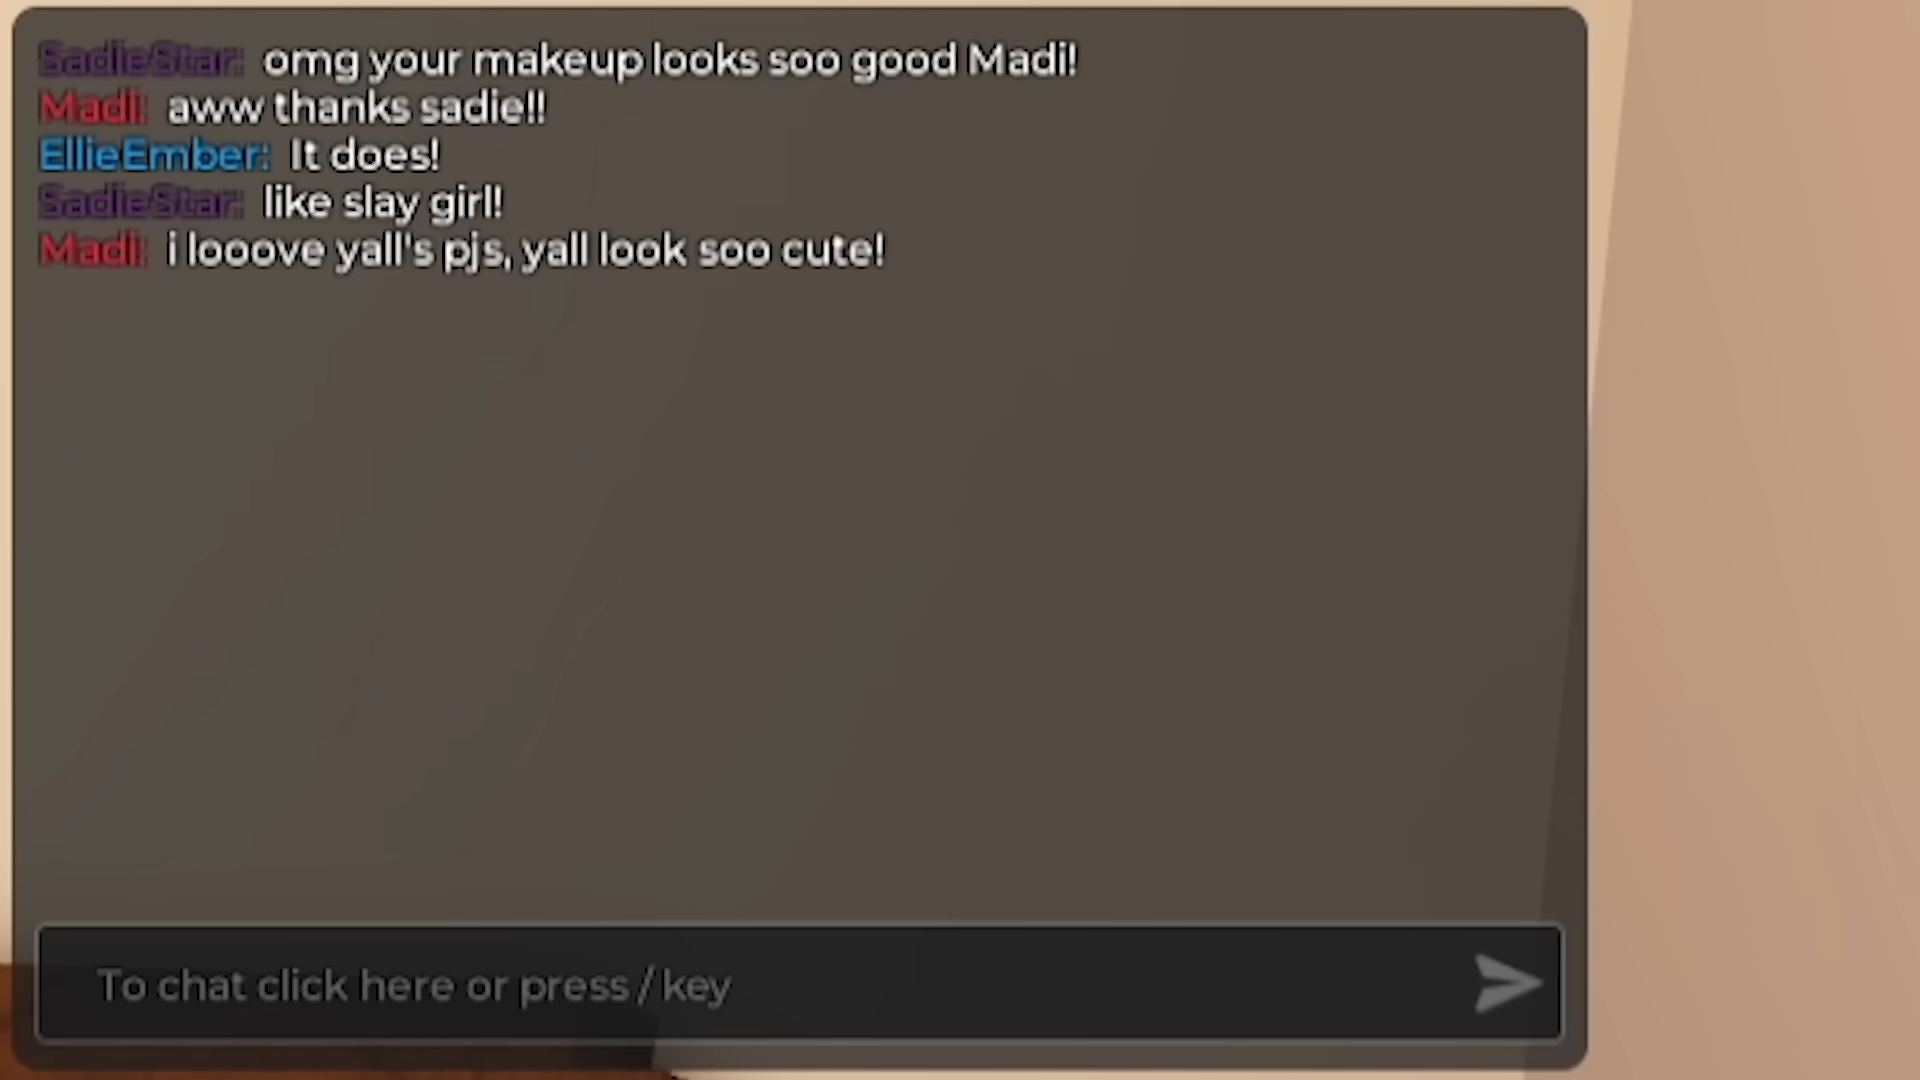 SadieStar: omg your makeup looks soo good Madi!
Madi: aww thanks sadie!!
EllieEmber: It does!
SadieStar: like slay girl!
Madi: i looove yall's pjs, yall look soo cute!
To chat click here or press / key